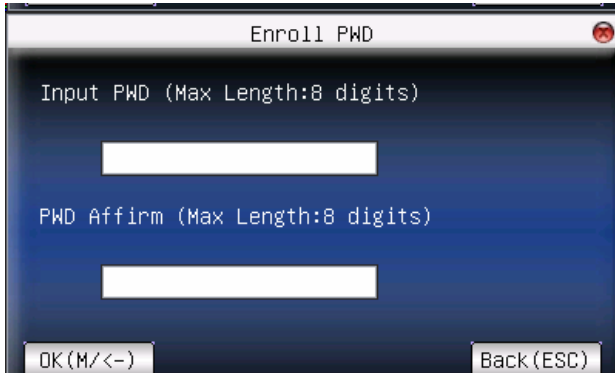 Enroll PWD
Input PWD (Max Length:8 digits)
PWD Affirm (Max Length:8 digits)
OK(M/<-)
Back(ESC)